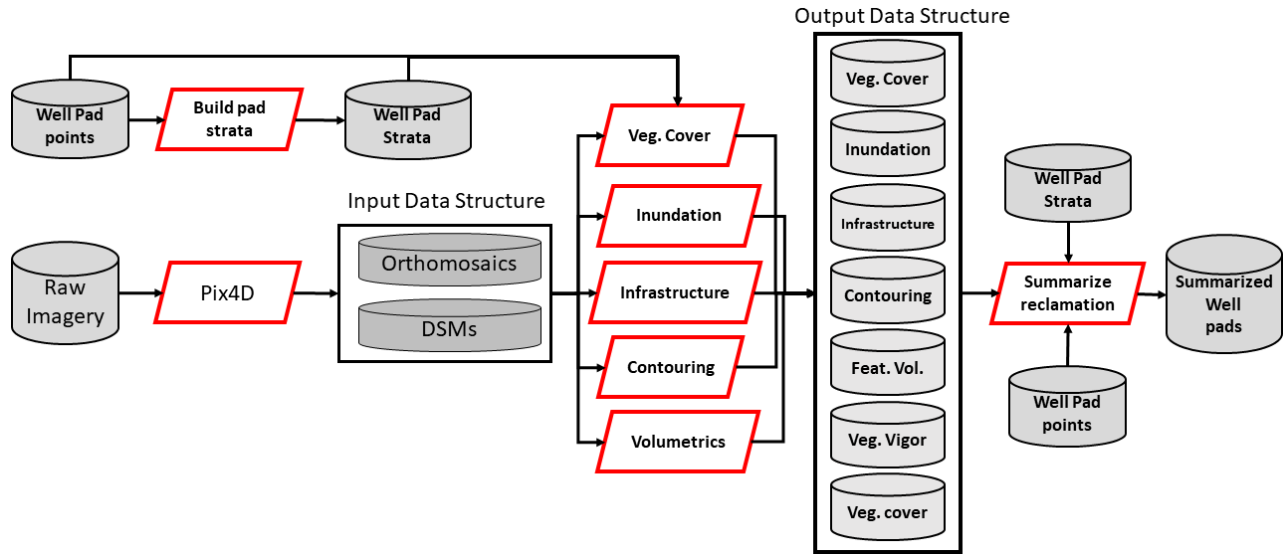 Output Data Structure
Well Pad
points
Build pad
strata
Well Pad
Strata
Veg. Cover
Inundation
Infrastructure
Contouring
Volumetrics
Input Data Structure
Orthomosaics
DSMs
Raw
Imagery
Pix4D
Veg. Cover
Inundation
Infrastructure
Contouring
Feat. Vol.
Veg. Vigor
Veg. cover
Well Pad
Strata
Summarize
reclamation
Well Pad
points
Summarized
Well
pads